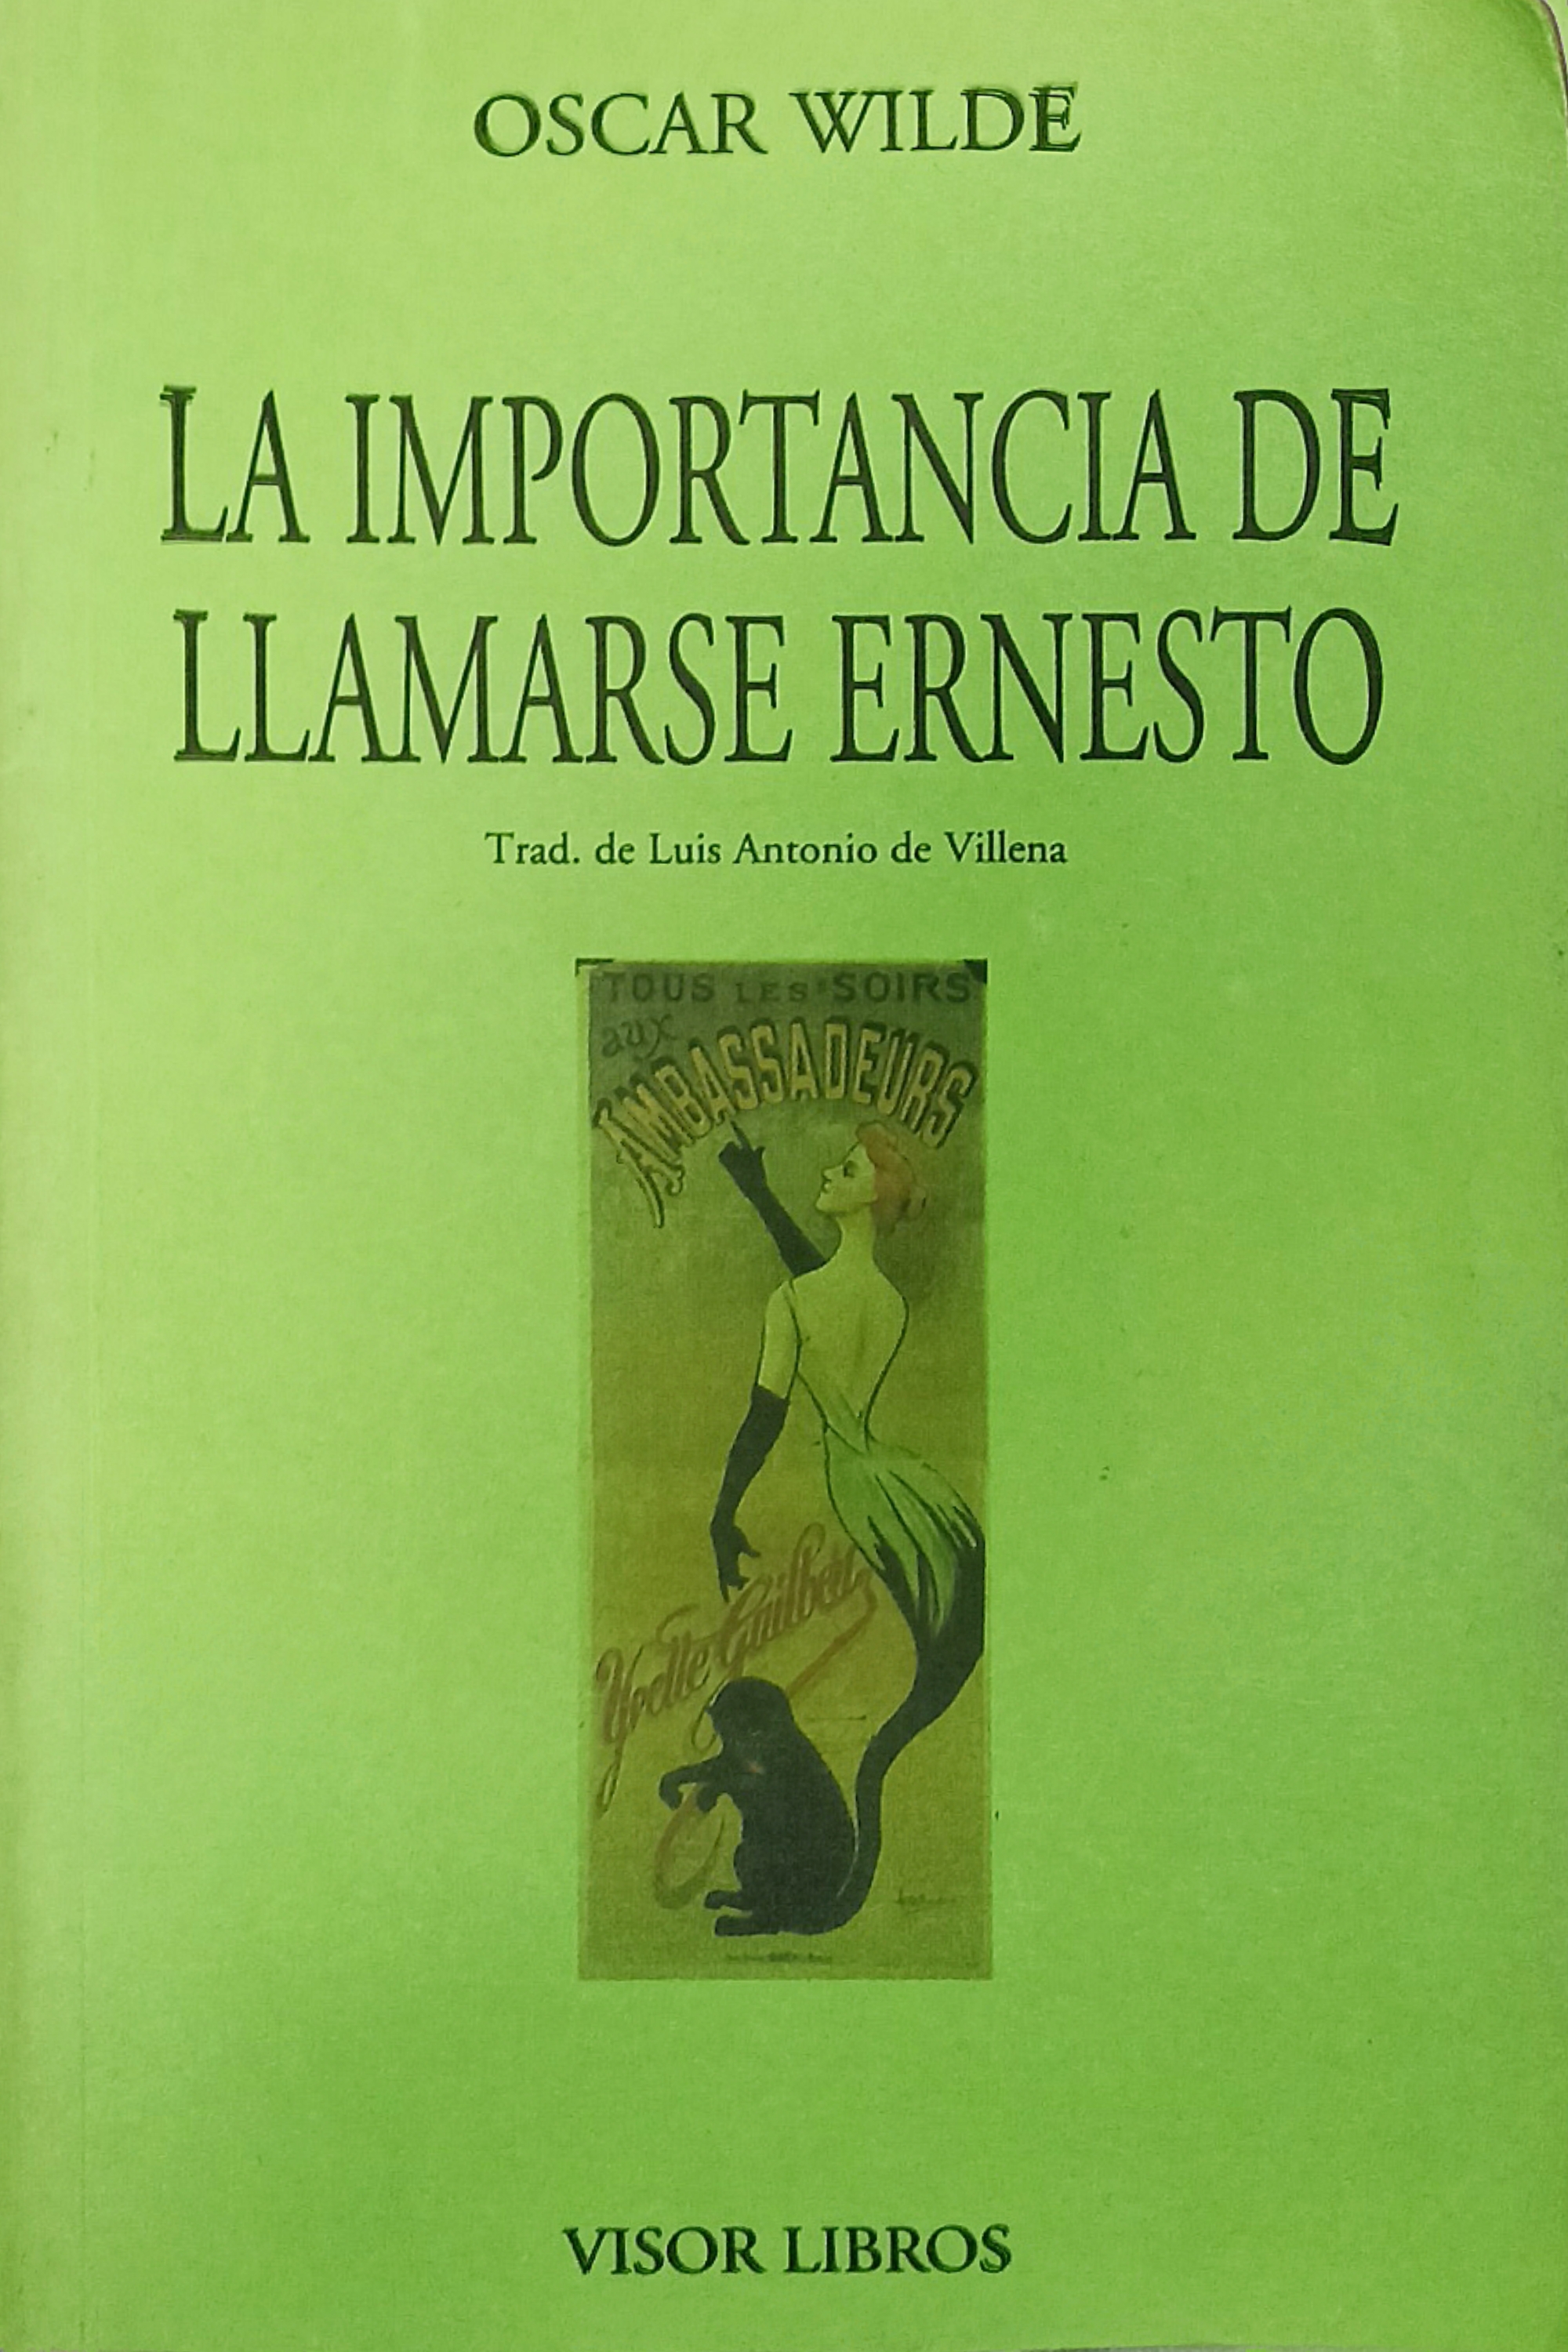 OSCAR WILDE
LA IMPORTANCIA DE
LLAMARSE ERNESTO
Trad. de Luis Antonio de Villena
TOUS LES SOIRS
aux
AMBASSADEURS
Yvette Guilbert
VISOR LIBROS